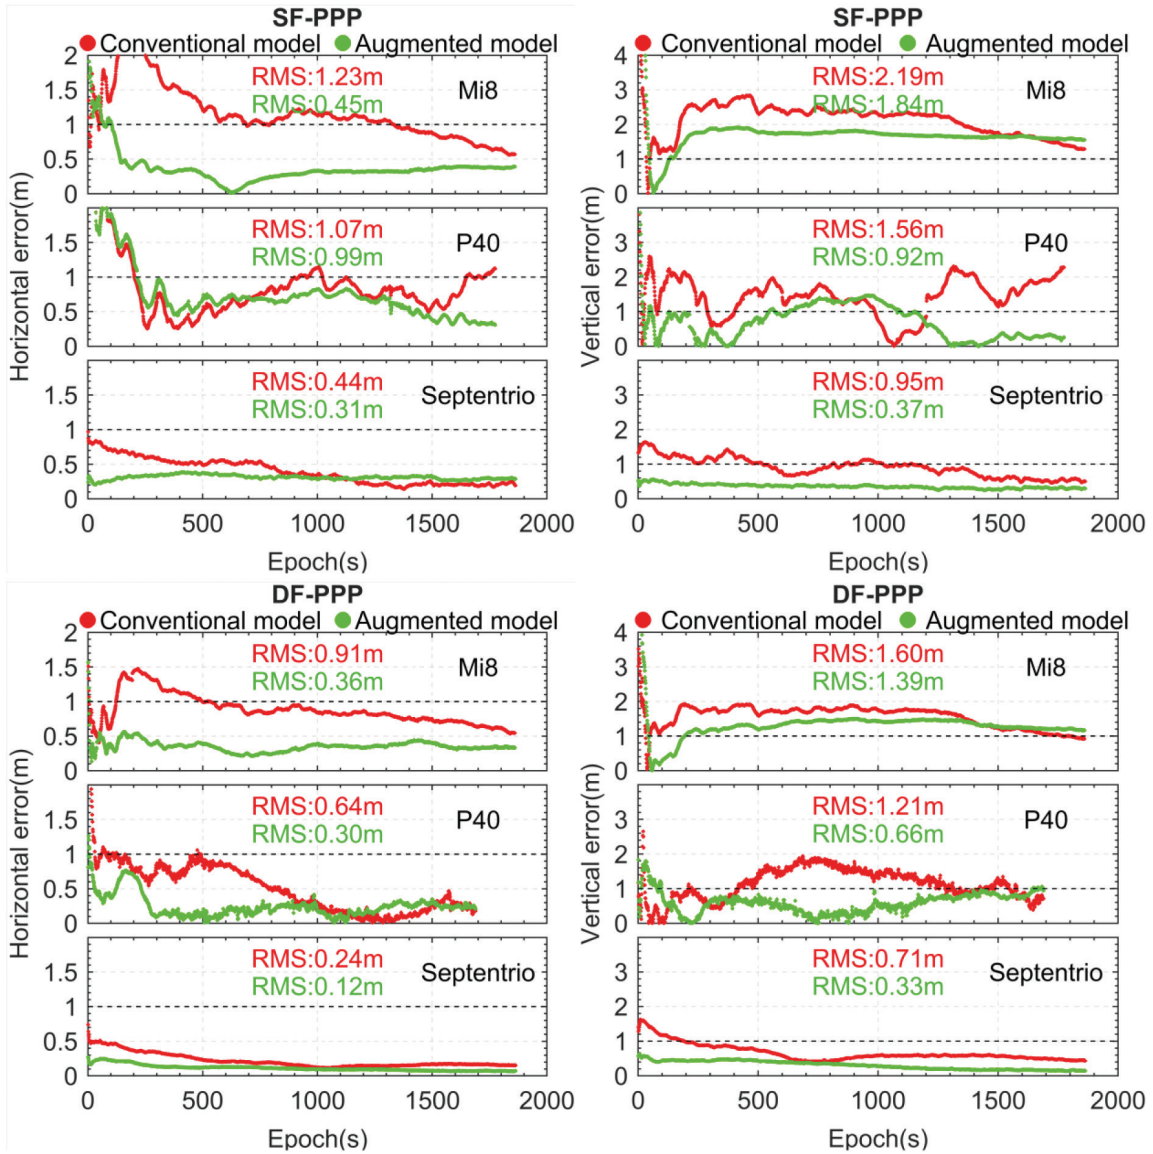 SF-PPP
Conventional model Augmented model
2
1.5
1
0.5
0
RMS:1.23m
RMS:0.45m
Mi8
1.5
1
0.5
0
RMS:1.07m
RMS:0.99m
P40
1.5
1
0.5
0
RMS:0.44m
RMS:0.31m
Septentrio
0 500 1000 1500 2000
Horizontal error(m)
Epoch(s)
SF-PPP
Conventional model Augmented model
4
3
2
1
0
RMS:2.19m
RMS:1.84m
Mi8
3
2
1
0
RMS:1.56m
RMS:0.92m
P40
3
2
1
0
RMS:0.95m
RMS:0.37m
Septentrio
0 500 1000 1500 2000
Vertical error(m)
Epoch(s)
DF-PPP
Conventional model Augmented model
2
1.5
1
0.5
0
RMS:0.91m
RMS:0.36m
Mi8
1.5
1
0.5
0
RMS:0.64m
RMS:0.30m
P40
1.5
1
0.5
0
RMS:0.24m
RMS:0.12m
Septentrio
0 500 1000 1500 2000
Horizontal error(m)
Epoch(s)
DF-PPP
Conventional model Augmented model
4
3
2
1
0
RMS:1.60m
RMS:1.39m
Mi8
3
2
1
0
RMS:1.21m
RMS:0.66m
P40
3
2
1
0
RMS:0.71m
RMS:0.33m
Septentrio
0 500 1000 1500 2000
Vertical error(m)
Epoch(s)